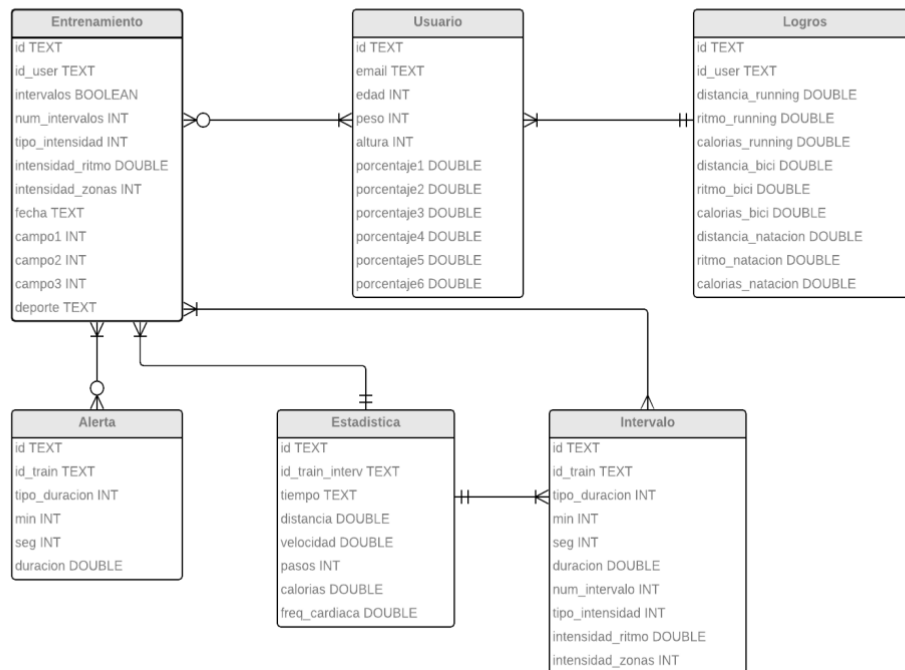 Entrenamiento
id TEXT
id_user TEXT
intervalos BOOLEAN
num_intervalos INT
tipo_intensidad INT
intensidad_ritmo DOUBLE
intensidad_zonas INT
fecha TEXT
campo1 INT
campo2 INT
campo3 INT
deporte TEXT
Usuario
id TEXT
email TEXT
edad INT
peso INT
altura INT
porcentaje1 DOUBLE
porcentaje2 DOUBLE
porcentaje3 DOUBLE
porcentaje4 DOUBLE
porcentaje5 DOUBLE
porcentaje6 DOUBLE
Logros
id TEXT
id_user TEXT
distancia_running DOUBLE
ritmo_running DOUBLE
calorias_running DOUBLE
distancia_bici DOUBLE
ritmo_bici DOUBLE
calorias_bici DOUBLE
distancia_natacion DOUBLE
ritmo_natacion DOUBLE
calorias_natacion DOUBLE
Alerta
id TEXT
id_train TEXT
tipo_duracion INT
min INT
seg INT
duracion DOUBLE
Estadistica
id TEXT
id_train_interv TEXT
tiempo TEXT
distancia DOUBLE
velocidad DOUBLE
pasos INT
calorias DOUBLE
freq_cardiaca DOUBLE
Intervalo
id TEXT
id_train TEXT
tipo_duracion INT
min INT
seg INT
duracion DOUBLE
num_intervalo INT
tipo_intensidad INT
intensidad_ritmo DOUBLE
intensidad_zonas INT